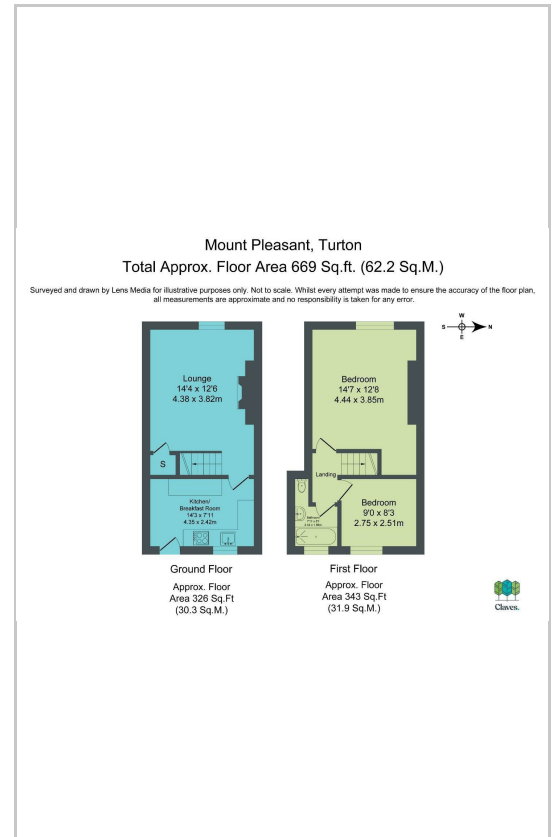 Mount Pleasant, Turton
Total Approx. Floor Area 669 Sq.ft. (62.2 Sq.M.)
Surveyed and drawn by Lens Media for illustrative purposes only. Not to scale. Whilst every attempt was made to ensure the accuracy of the floor plan,
all measurements are approximate and no responsibility is taken for any error.
W
S
N
E
Lounge
14'4 x 12'6
4.38 x 3.82m
S
Kitchen/
Breakfast Room
14'3 x 7'11
4.35 x 2.42m
Ground Floor
Approx. Floor
Area 326 Sq.Ft
(30.3 Sq.M.)
Bedroom
14'7 x 12'8
4.44 x 3.85m
Landing
Bedroom
9'0 x 8'3
2.75 x 2.51m
Bathroom
First Floor
Approx. Floor
Area 343 Sq.Ft
(31.9 Sq.M.)
Claves.